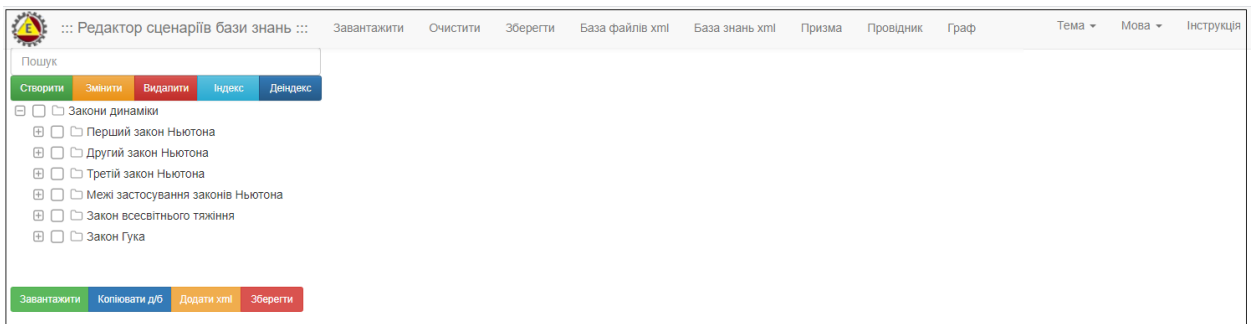 ::: Редактор сценаріїв бази знань ::: Завантажити Очистити Зберегти База файлів xml База знань xml Призма Провідник Граф Тема Мова Інструкція
Пошук
Створити Змінити Видалити Індекс Деіндекс
Закони динаміки
Перший закон Ньютона
Другий закон Ньютона
Третій закон Ньютона
Межі застосування законів Ньютона
Закон всесвітнього тяжіння
Закон Гука
Завантажити Копіювати д/б Додати xml Зберегти